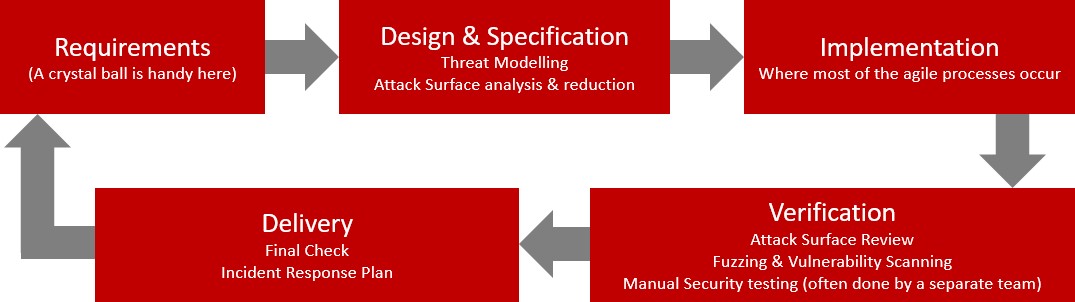 Requirements
(A crystal ball is handy here)
Design & Specification
Threat Modelling
Attack Surface analysis & reduction
Implementation
Where most of the agile processes occur
Verification
Attack Surface Review
Fuzzing & Vulnerability Scanning
Manual Security testing (often done by a separate team)
Delivery
Final Check
Incident Response Plan